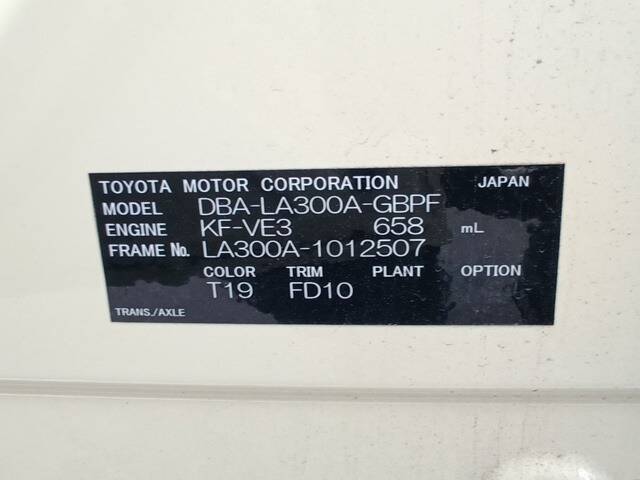 TOYOTA MOTOR CORPORATION JAPAN
MODEL DBA-LA300A-GBPF
ENGINE KF-VE3 658 mL
FRAME No. LA300A-1012507
COLOR TRIM PLANT OPTION
T19 FD10
TRANS./AXLE